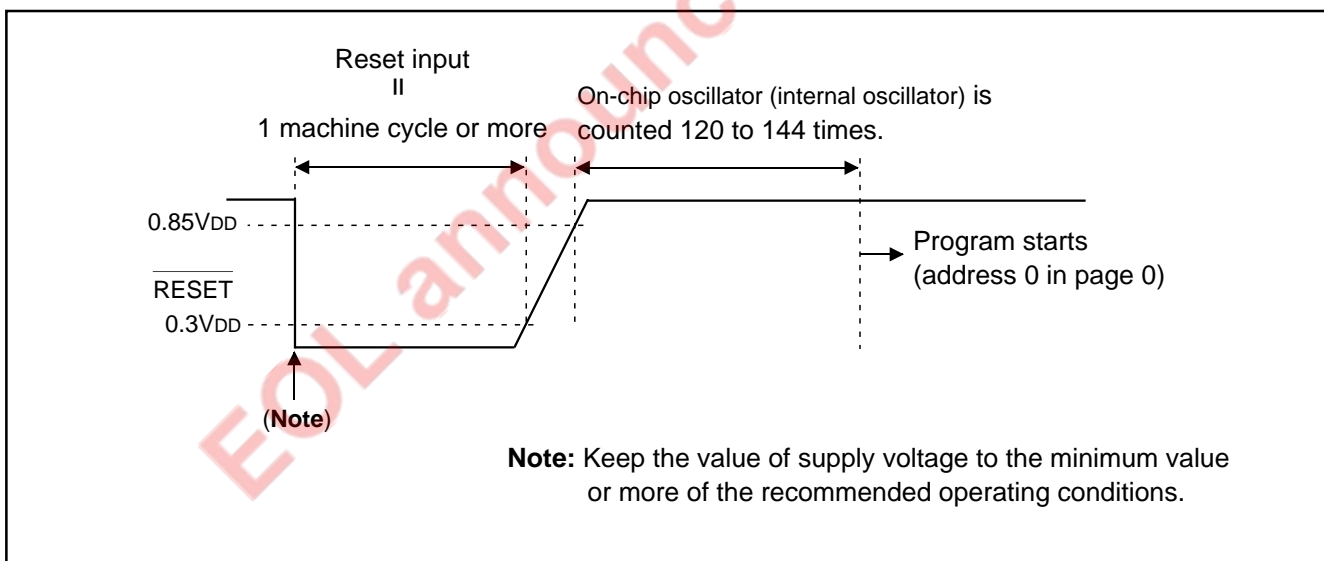 Reset input
=
1 machine cycle or more
On-chip oscillator (internal oscillator) is
counted 120 to 144 times.
0.85VDD
RESET
0.3VDD
Program starts
(address 0 in page 0)
(Note)
Note: Keep the value of supply voltage to the minimum value
or more of the recommended operating conditions.
EOL announc